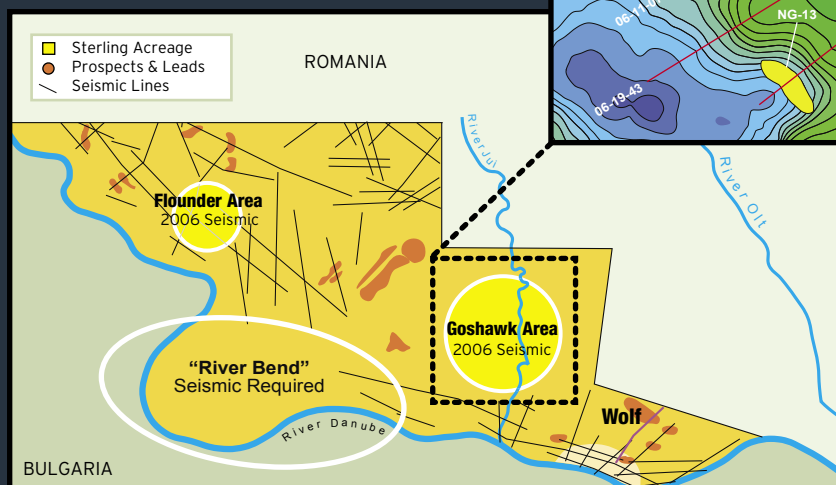 Sterling Acreage
Prospects & Leads
Seismic Lines
ROMANIA
NG-13
06-19-43
River Jui
River Olt
Flounder Area
2006 Seismic
Goshawk Area
2006 Seismic
“River Bend”
Seismic Required
Wolf
River Danube
BULGARIA